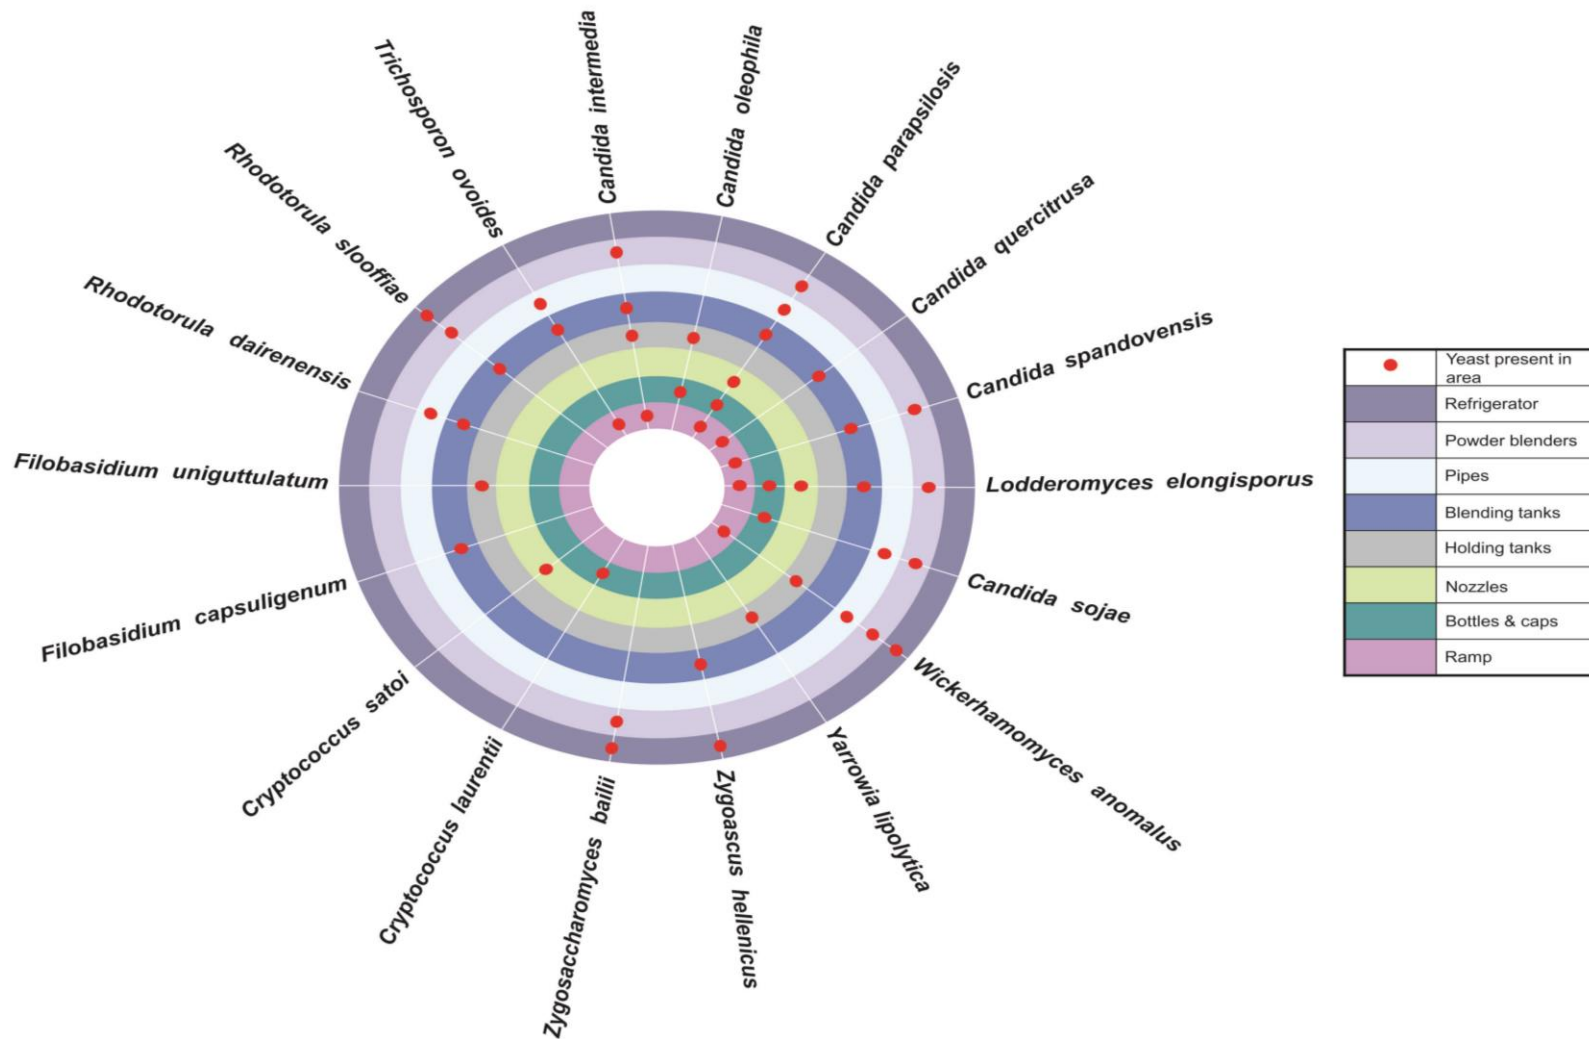 Trichosporon ovoides
Candida intermedia
Candida oleophila
Candida parapsilosis
Candida quercitrusa
Candida spandovensis
Lodderomyces elongisporus
Candida sojae
Wickerhamomyces anomalus
Yarrowia lipolytica
Zygoascus hellenicus
Zygosaccharomyces bailii
Cryptococcus laurentii
Cryptococcus satoi
Filobasidium capsuligenum
Filobasidium uniguttulatum
Rhodotorula dairenensis
Rhodotorula slooffiae
Yeast present in
area
Refrigerator
Powder blenders
Pipes
Blending tanks
Holding tanks
Nozzles
Bottles & caps
Ramp